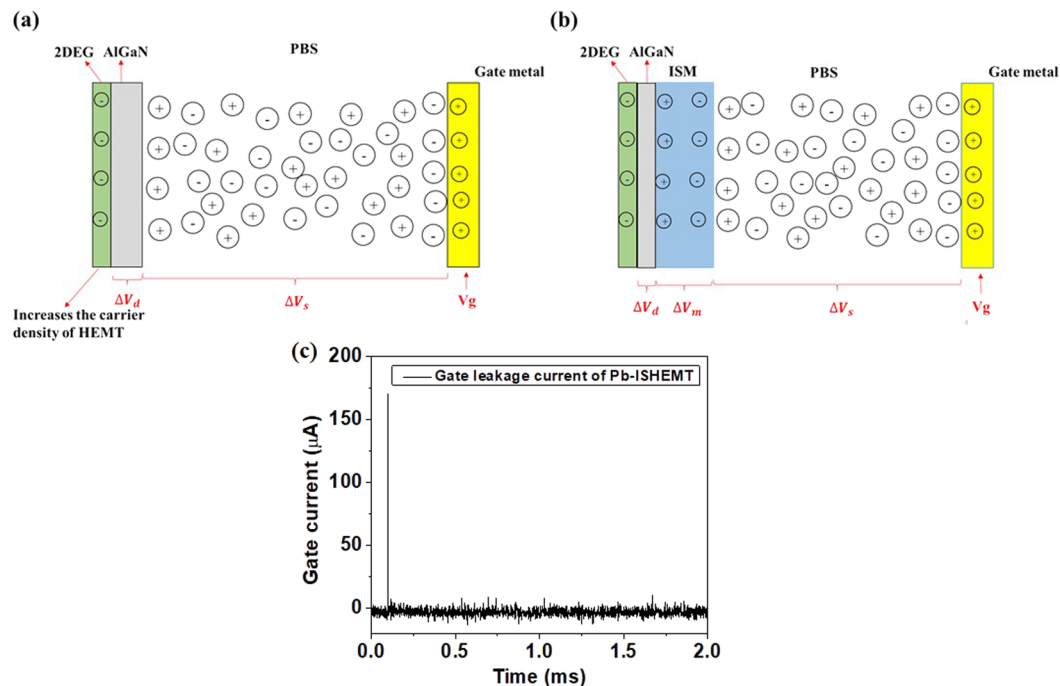 (a)
PBS
2DEG AlGaN
Gate metal
ΔV_d
ΔV_s
Vg
Increases the carrier
density of HEMT
(b)
PBS
2DEG AlGaN
ISM
Gate metal
ΔV_d
ΔV_m
ΔV_s
Vg
(c)
200
150
100
50
0
Gate leakage current of Pb-ISHEMT
Gate current (μA)
0.0 0.5 1.0 1.5 2.0
Time (ms)